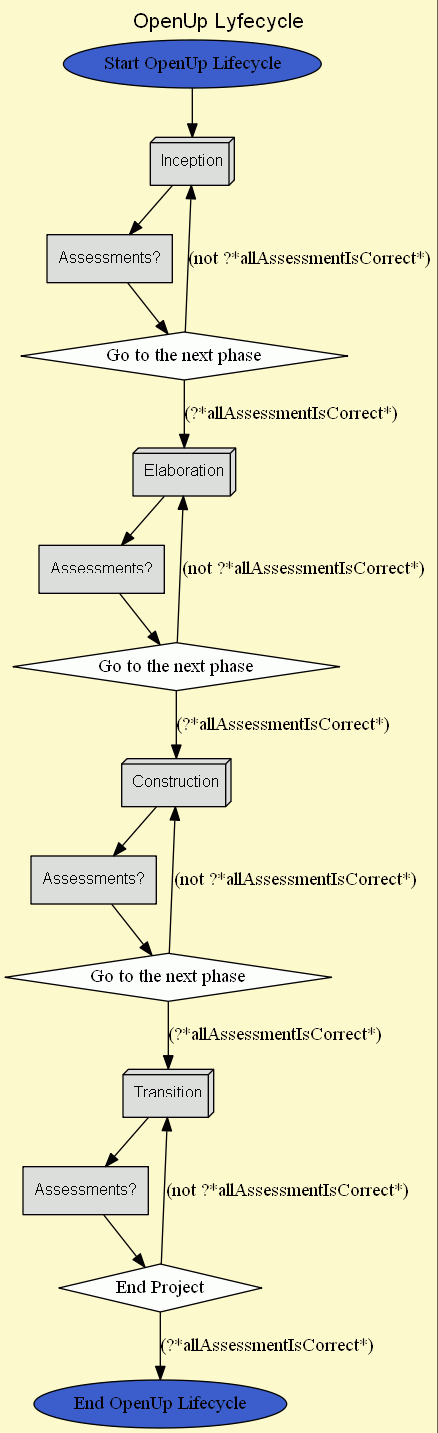 OpenUp Lyfecycle
Start OpenUp Lifecycle
Inception
Assessments?
(not ?*allAssessmentIsCorrect*)
Go to the next phase
(?*allAssessmentIsCorrect*)
Elaboration
Assessments?
(not ?*allAssessmentIsCorrect*)
Go to the next phase
(?*allAssessmentIsCorrect*)
Construction
Assessments?
(not ?*allAssessmentIsCorrect*)
Go to the next phase
(?*allAssessmentIsCorrect*)
Transition
Assessments?
(not ?*allAssessmentIsCorrect*)
End Project
(?*allAssessmentIsCorrect*)
End OpenUp Lifecycle